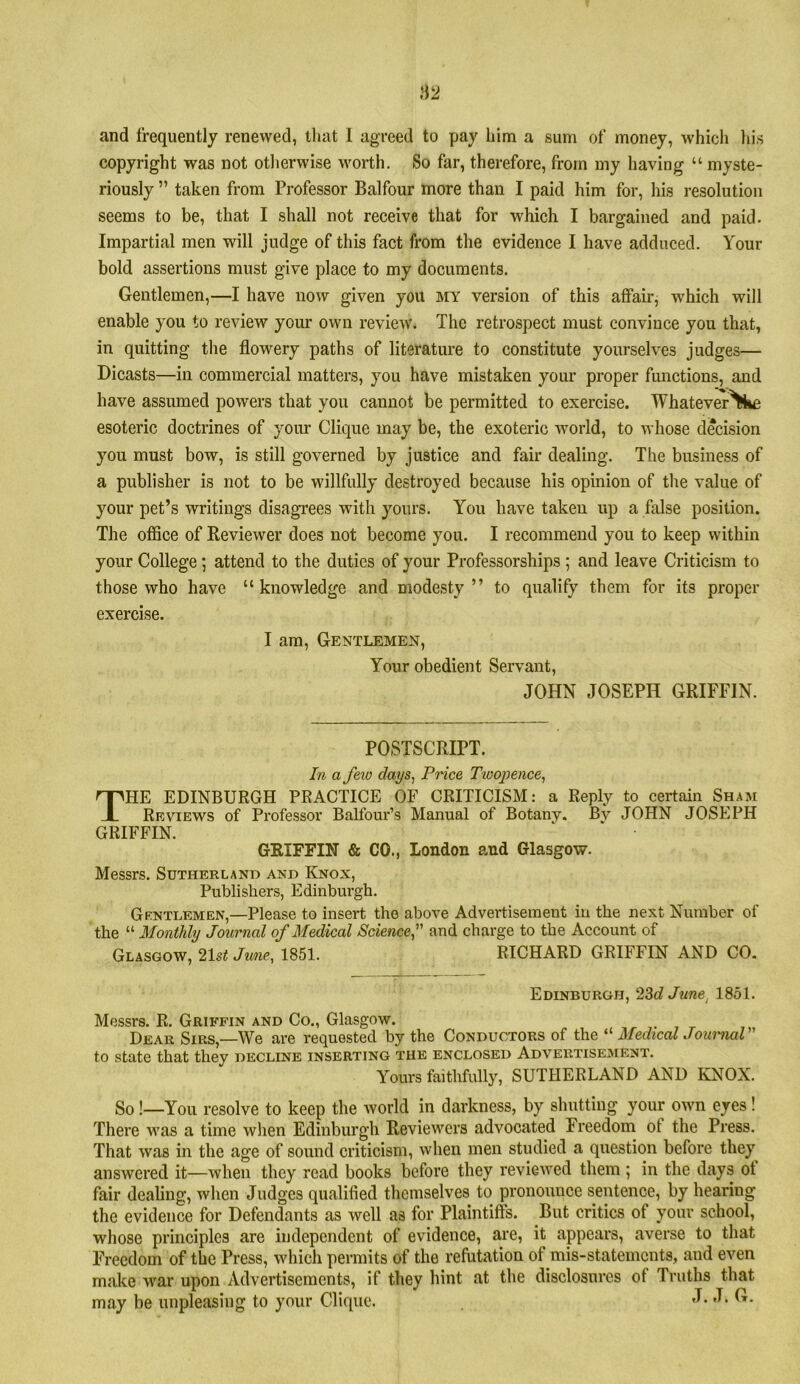 32
and frequently renewed, that I agreed to pay him a sum of money, which his
copyright was not otherwise worth. So far, therefore, from my having “ myste-
riously ” taken from Professor Balfour more than I paid him for, his resolution
seems to be, that I shall not receive that for which I bargained and paid.
Impartial men will judge of this fact from the evidence I have adduced. Your
bold assertions must give place to my documents.
Gentlemen,—I have now given you MY version of this affair, which will
enable you to review your own review. The retrospect must convince you that,
in quitting the flowery paths of literature to constitute yourselves judges—
Dicasts—in commercial matters, you have mistaken your proper functions, and
have assumed powers that you cannot be permitted to exercise. Whatever the
esoteric doctrines of your Clique may be, the exoteric world, to whose decision
you must bow, is still governed by justice and fair dealing. The business of
a publisher is not to be willfully destroyed because his opinion of the value of
your pet’s writings disagrees with yours. You have taken up a false position.
The office of Reviewer does not become you. I recommend you to keep within
your College ; attend to the duties of your Professorships ; and leave Criticism to
those who have “ knowledge and modesty ” to qualify them for its proper
exercise.
I am, GENTLEMEN,
Your obedient Servant,
JOHN JOSEPH GRIFFIN.
POSTSCRIPT.
In a few days, Price Twopence,
THE EDINBURGH PRACTICE OF CRITICISM: a Reply to certain SHAM
REVIEWS of Professor Balfour’s Manual of Botany. By JOHN JOSEPH
GRIFFIN.
GRIFFIN & CO., London and Glasgow.
Messrs. SUTHERLAND AND KNOX,
Publishers, Edinburgh.
GENTLEMEN,—Please to insert the above Advertisement in the next Number of
the “ Monthly Journal of Medical Science,” and charge to the Account of
GLASGOW, 21st June, 1851. RICHARD GRIFFIN AND CO.
EDINBURGH, 23d June, 1851.
Messrs. R. GRIFFIN AND CO., Glasgow.
DEAR SIRS,—We are requested by the CONDUCTORS of the “ Medical Journal ”
to state that they DECLINE INSERTING THE ENCLOSED ADVERTISEMENT.
Yours faithfully, SUTHERLAND AND KNOX.
So !—You resolve to keep the world in darkness, by shutting your own eyes !
There was a time when Edinburgh Reviewers advocated Freedom of the Press.
That was in the age of sound criticism, when men studied a question before they
answered it—when they read books before they reviewed them ; in the days of
fair dealing, when Judges qualified themselves to pronounce sentence, by hearing
the evidence for Defendants as well as for Plaintiffs. But critics of your school,
whose principles are independent of evidence, are, it appears, averse to that
Freedom of the Press, which permits of the refutation of mis-statements, and even
make war upon Advertisements, if they hint at the disclosures of Truths that
may be unpleasing to your Clique. J. J. G.